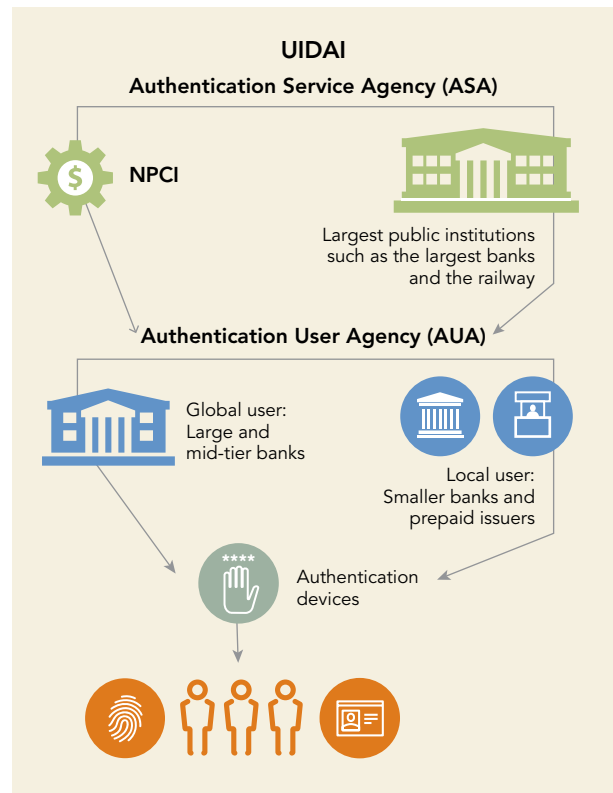 UIDAI
Authentication Service Agency (ASA)
$
NPCI
Largest public institutions
such as the largest banks
and the railway
Authentication User Agency (AUA)
Global user:
Large and
mid-tier banks
Local user:
Smaller banks and
prepaid issuers
****
Authentication
devices